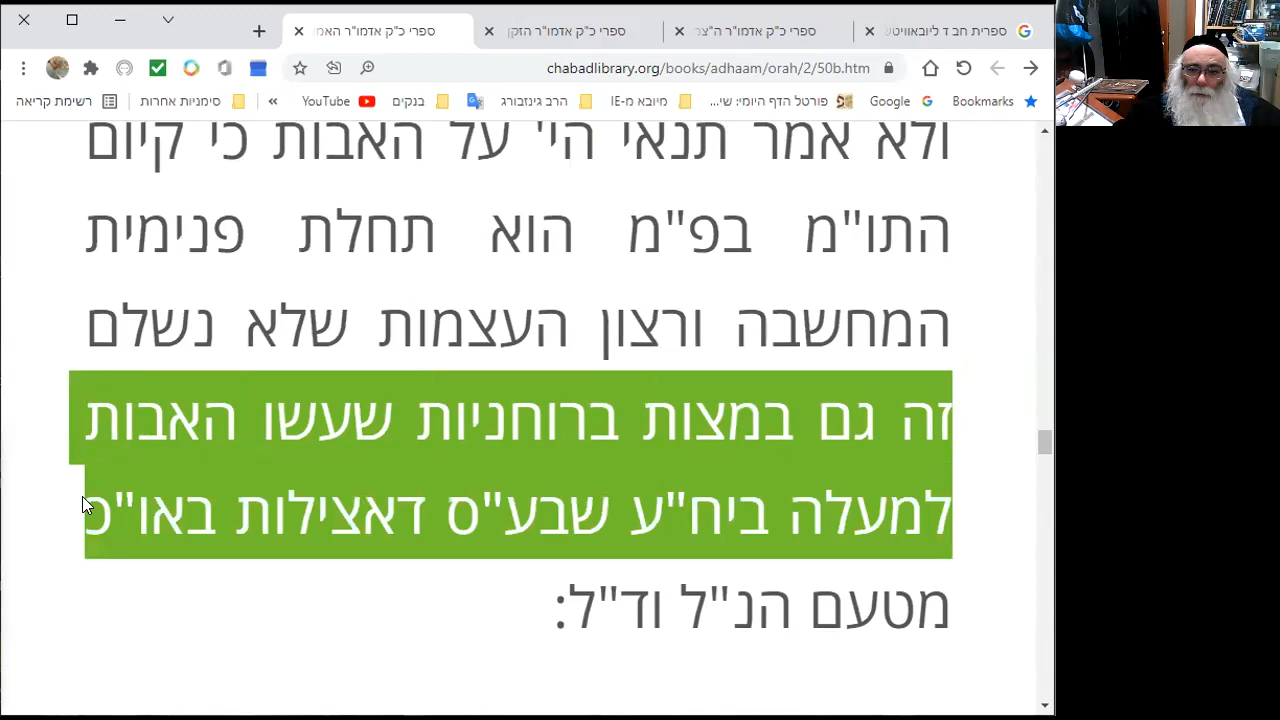 ספרי כ"ק אדמו"ר האמ
ספרי כ"ק אדמו"ר הזקן
ספרי כ"ק אדמו"ר ה"צמ
ספרית חב ד ליובאוויטש
chabadlibrary.org/books/adhaam/orah/2/50b.htm
Bookmarks
Google
פורטל הדף היומי: שי...
מיובא מ-IE
הרב גינזבורג
בנקים
YouTube
«
סימניות אחרות
רשימת קריאה
ולא אמר תנאי הי' על האבות כי קיום
התו"מ בפ"מ הוא תחלת פנימית
המחשבה ורצון העצמות שלא נשלם
זה גם במצות ברוחניות שעשו האבות
למעלה ביח"ע שבע"ס דאצילות באו"כ
מטעם הנ"ל וד"ל: